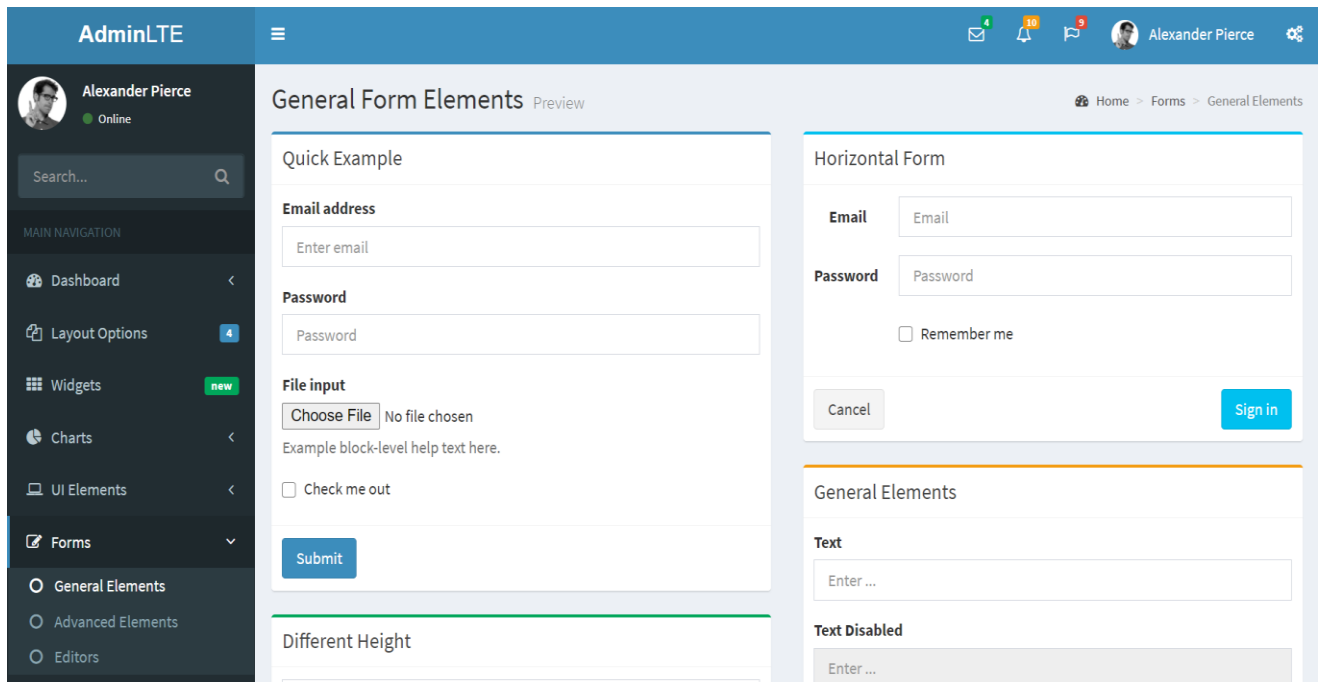 AdminLTE
4
10
9
Alexander Pierce
Alexander Pierce
Online
Search...
MAIN NAVIGATION
Dashboard
Layout Options 4
Widgets new
Charts
UI Elements
Forms
General Elements
Advanced Elements
Editors
General Form Elements Preview
Home > Forms > General Elements
Quick Example
Email address
Enter email
Password
Password
File input
Choose File No file chosen
Example block-level help text here.
Check me out
Submit
Different Height
Horizontal Form
Email Email
Password Password
Remember me
Cancel Sign in
General Elements
Text
Enter ...
Text Disabled
Enter ...